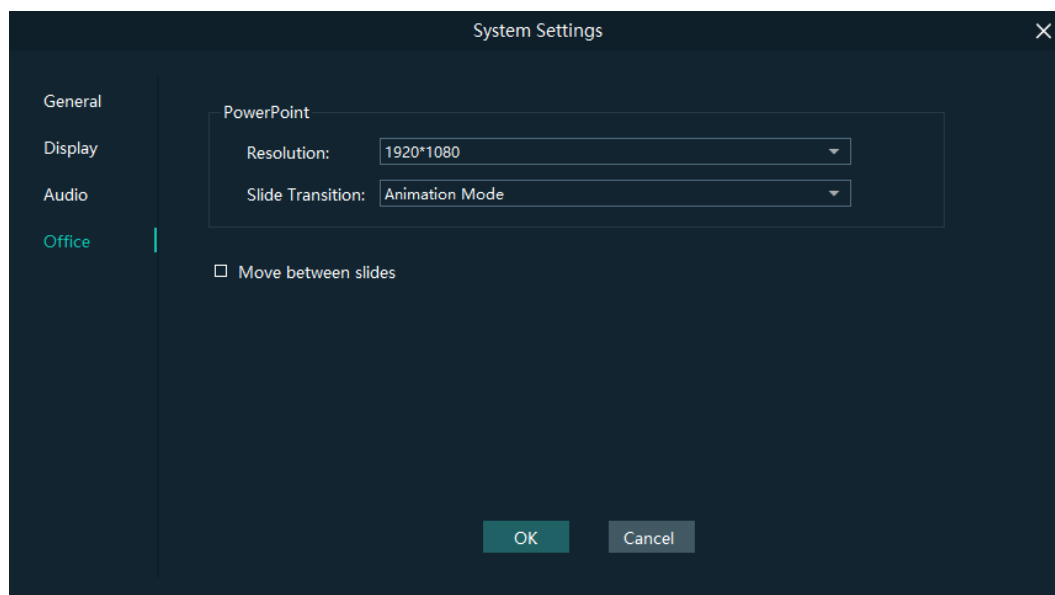 System Settings
General
Display
Audio
Office
PowerPoint
Resolution: 1920*1080
Slide Transition: Animation Mode
Move between slides
OK Cancel